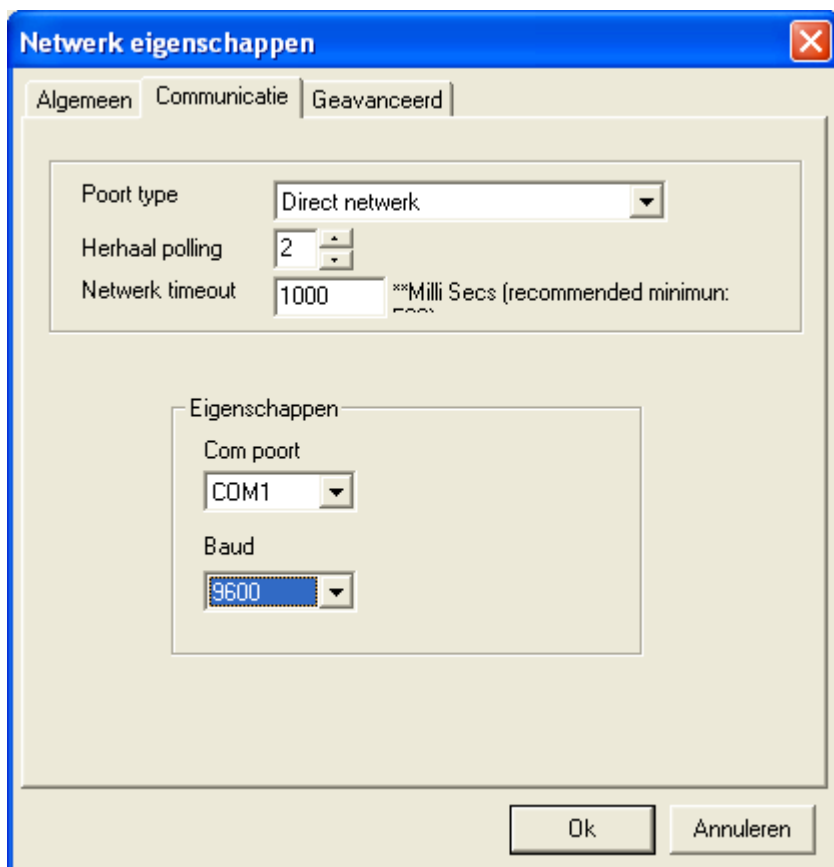 Netwerk eigenschappen
Algemeen Communicatie Geavanceerd
Poort type Direct netwerk
Herhaal polling 2
Netwerk timeout 1000 **Milli Secs (recommended minimun:
Eigenschappen
Com poort
COM1
Baud
9600
Ok Annuleren